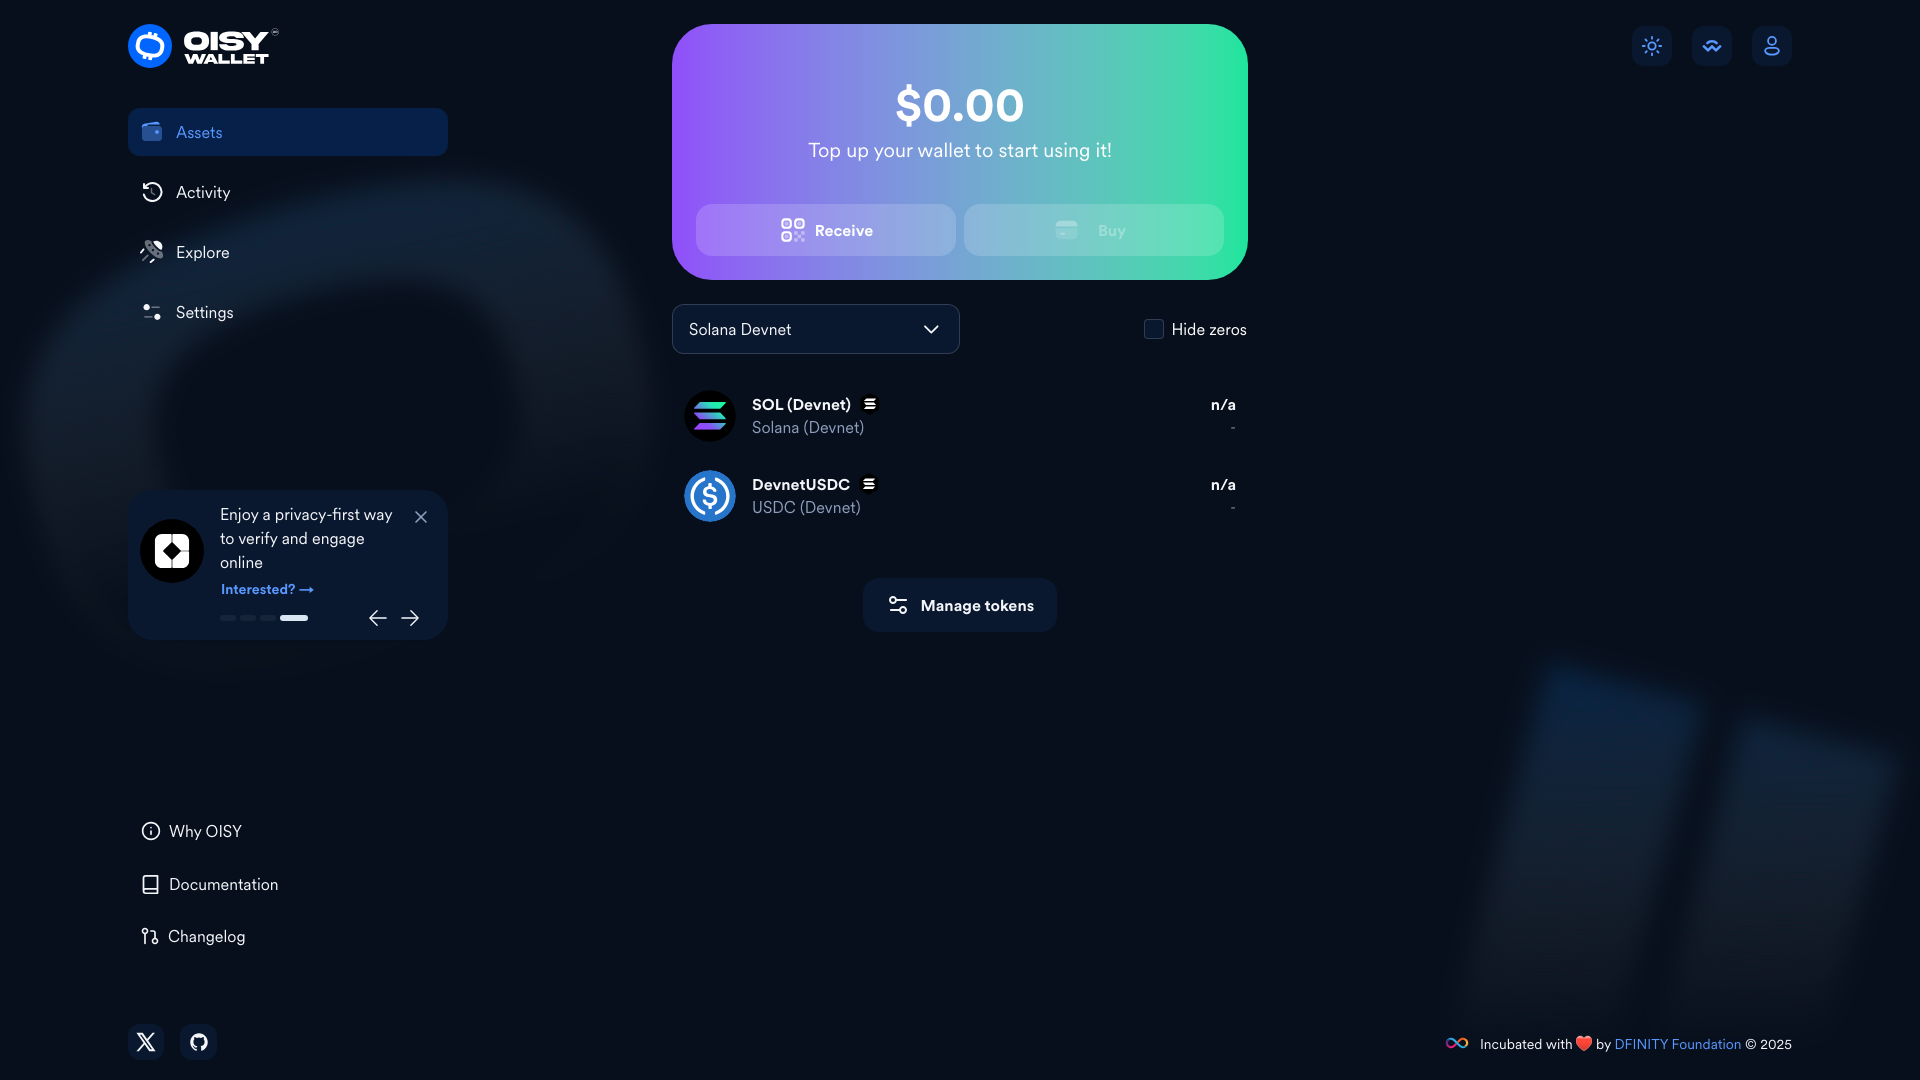 OISY
WALLET
Assets
Activity
Explore
Settings
Enjoy a privacy-first way
to verify and engage
online
Interested? →
Why OISY
Documentation
Changelog
$0.00
Top up your wallet to start using it!
Receive
Buy
Solana Devnet
Hide zeros
SOL (Devnet)
n/a
Solana (Devnet)
-
DevnetUSDC
n/a
USDC (Devnet)
-
Manage tokens
Incubated with ❤️ by DFINITY Foundation © 2025